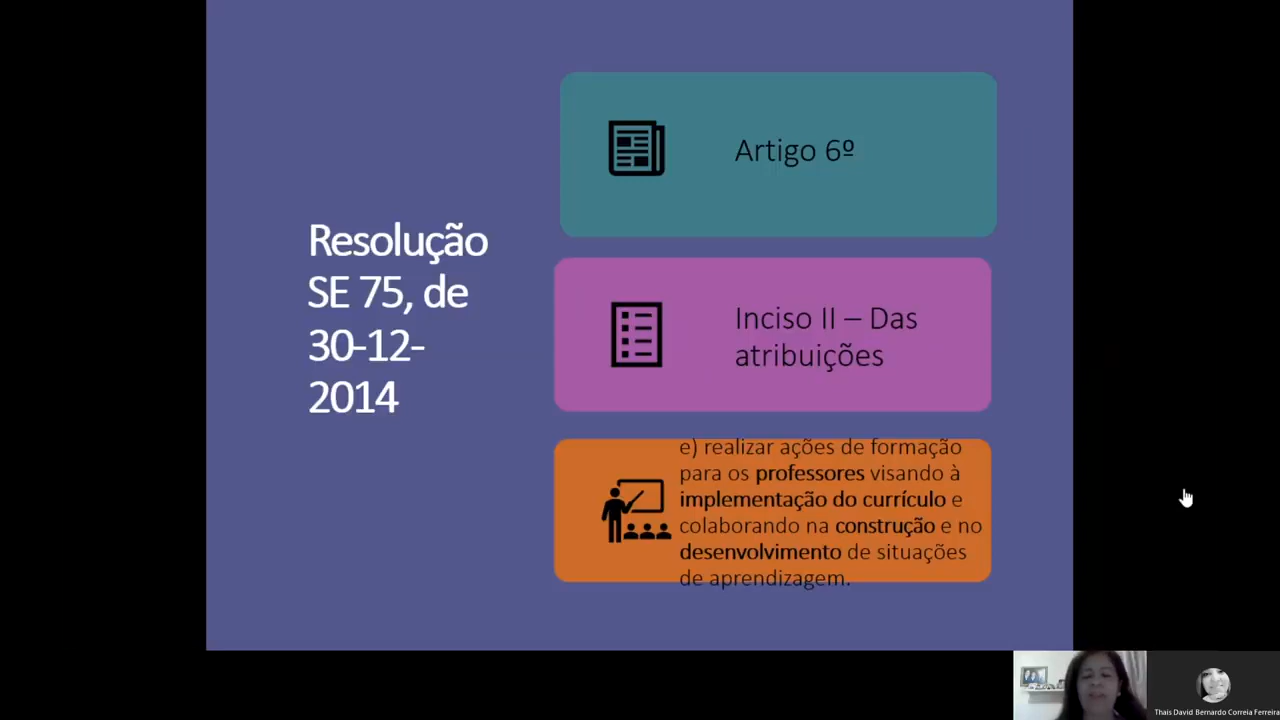 Resolução
SE 75, de
30-12-
2014
Artigo 6º
Inciso II – Das
atribuições
e) realizar ações de formação
para os professores visando à
implementação do currículo e
colaborando na construção e no
desenvolvimento de situações
de aprendizagem.
Thais David Bernardo Correia Ferreira